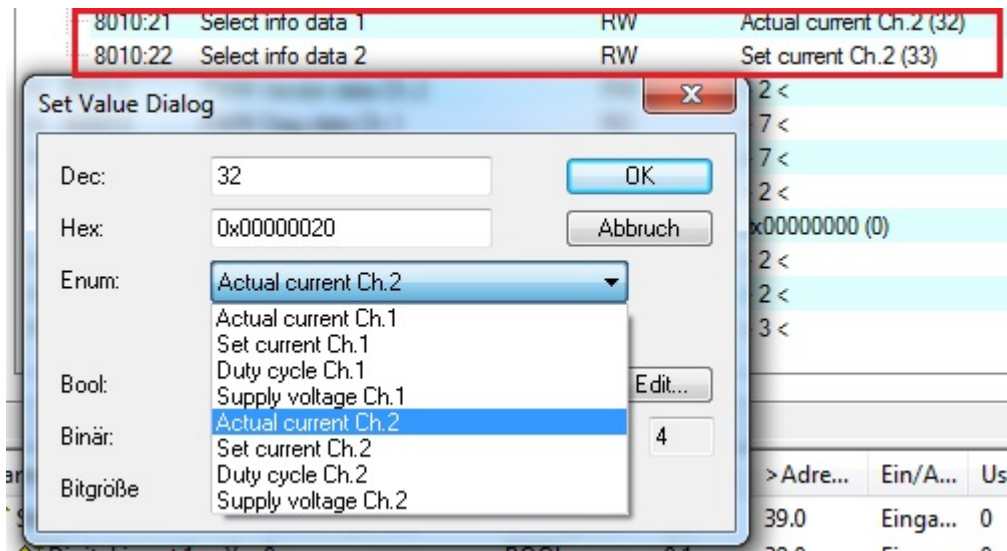 8010:21 Select info data 1 RW Actual current Ch.2 (32)
8010:22 Select info data 2 RW Set current Ch.2 (33)
Set Value Dialog
2 <
7 <
Dec: 32 OK
7 <
2 <
Hex: 0x00000020 Abbruch
x00000000 (0)
2 <
Enum: Actual current Ch.2
2 <
Actual current Ch.1
3 <
Set current Ch.1
Duty cycle Ch.1
Bool: Edit...
Supply voltage Ch.1
Actual current Ch.2
Binär: 4
Set current Ch.2
Duty cycle Ch.2
>Adre... Ein/A... Us
Bitgröße
Supply voltage Ch.2
39.0 Einga... 0